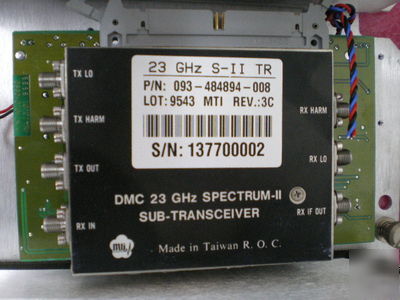 23 GHz S-II TR
P/N: 093-484894-008
LOT: 9543 MTI REV.:3C
S/N: 137700002
TX LO
TX HARM
TX OUT
RX IN
RX HARM
RX LO
RX IF OUT
DMC 23 GHz SPECTRUM-II
SUB-TRANSCEIVER
Made in Taiwan R. O. C.